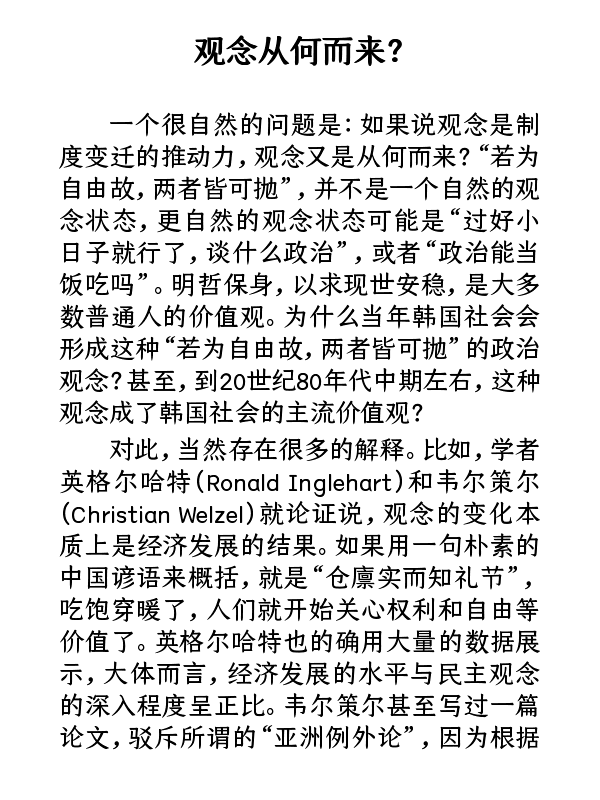 观念从何而来？
一个很自然的问题是：如果说观念是制
度变迁的推动力，观念又是从何而来？“若为
自由故，两者皆可抛”，并不是一个自然的观
念状态，更自然的观念状态可能是“过好小
日子就行了，谈什么政治”，或者“政治能当
饭吃吗”。明哲保身，以求现世安稳，是大多
数普通人的价值观。为什么当年韩国社会会
形成这种“若为自由故，两者皆可抛”的政治
观念？甚至，到20世纪80年代中期左右，这种
观念成了韩国社会的主流价值观？
对此，当然存在很多的解释。比如，学者
英格尔哈特（Ronald Inglehart）和韦尔策尔
（Christian Welzel）就论证说，观念的变化本
质上是经济发展的结果。如果用一句朴素的
中国谚语来概括，就是“仓廪实而知礼节”，
吃饱穿暖了，人们就开始关心权利和自由等
价值了。英格尔哈特也的确用大量的数据展
示，大体而言，经济发展的水平与民主观念
的深入程度呈正比。韦尔策尔甚至写过一篇
论文，驳斥所谓的“亚洲例外论”，因为根据